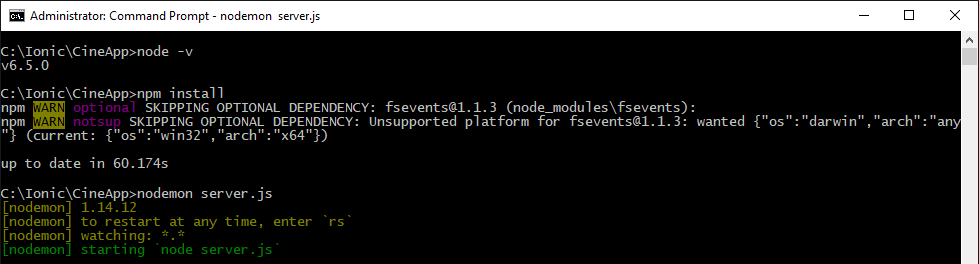 Administrator: Command Prompt - nodemon  server.js
C:\Ionic\CineApp>node -v
v6.5.0
C:\Ionic\CineApp>npm install
npm WARN optional SKIPPING OPTIONAL DEPENDENCY: fsevents@1.1.3 (node_modules\fsevents):
npm WARN notsup SKIPPING OPTIONAL DEPENDENCY: Unsupported platform for fsevents@1.1.3: wanted {"os":"darwin","arch":"any
"} (current: {"os":"win32","arch":"x64"})
up to date in 60.174s
C:\Ionic\CineApp>nodemon server.js
[nodemon] 1.14.12
[nodemon] to restart at any time, enter `rs`
[nodemon] watching: *.*
[nodemon] starting `node server.js`